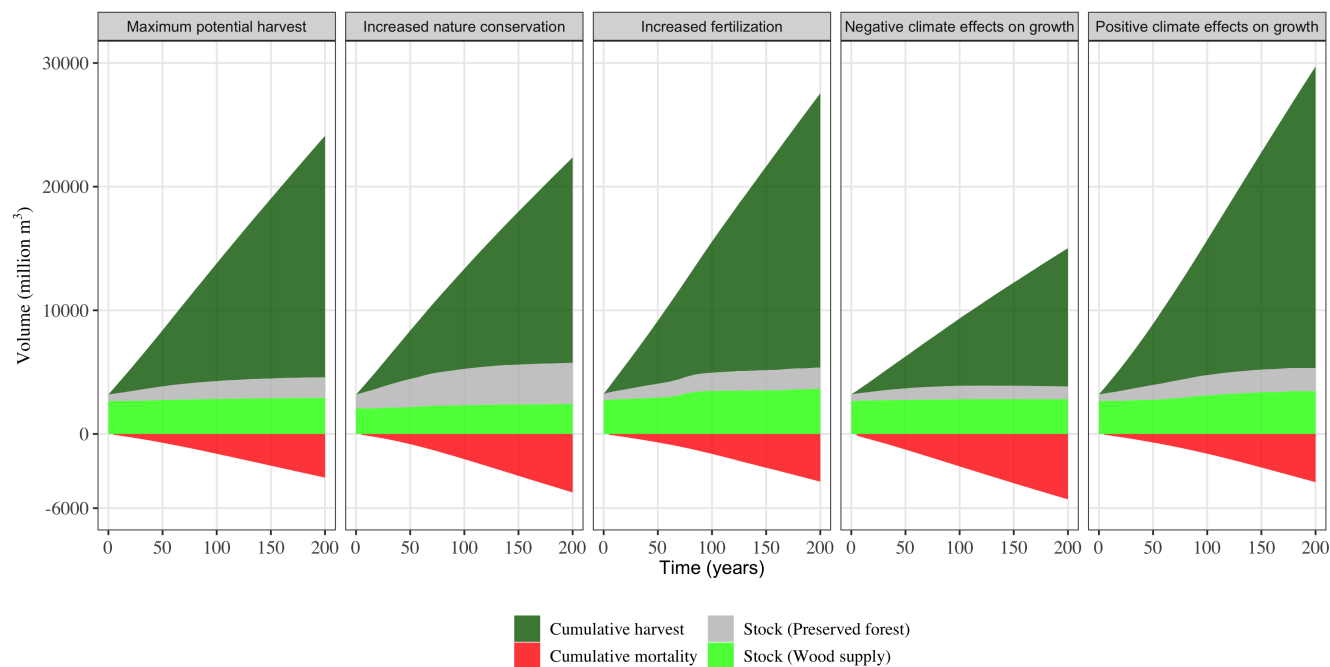 Maximum potential harvest
Increased nature conservation
Increased fertilization
Negative climate effects on growth
Positive climate effects on growth
Volume (million m³)
30000
20000
10000
0
-6000
0 50 100 150 200
0 50 100 150 200
0 50 100 150 200
0 50 100 150 200
0 50 100 150 200
Time (years)
Cumulative harvest
Cumulative mortality
Stock (Preserved forest)
Stock (Wood supply)